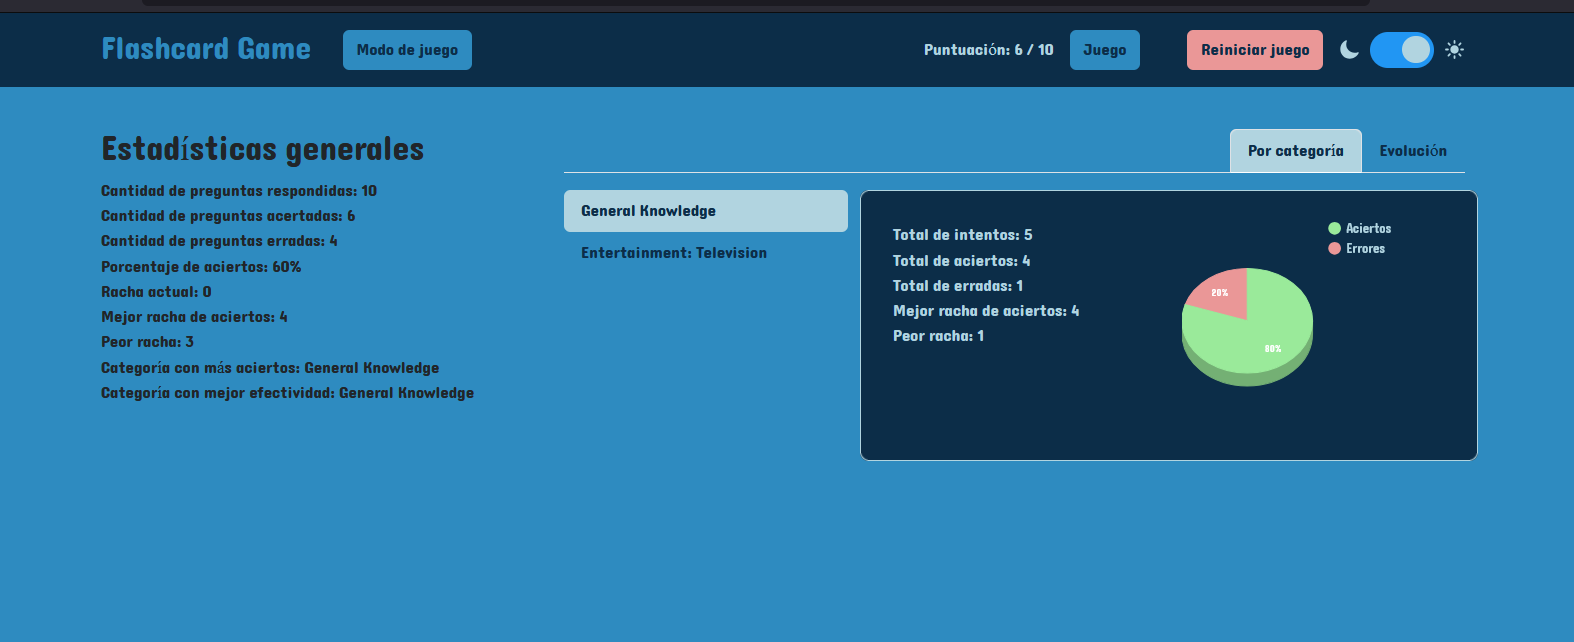 Flashcard Game
Modo de juego
Puntuación: 6 / 10
Juego
Reiniciar juego
Estadísticas generales
Cantidad de preguntas respondidas: 10
Cantidad de preguntas acertadas: 6
Cantidad de preguntas erradas: 4
Porcentaje de aciertos: 60%
Racha actual: 0
Mejor racha de aciertos: 4
Peor racha: 3
Categoría con más aciertos: General Knowledge
Categoría con mejor efectividad: General Knowledge
Por categoría
Evolución
General Knowledge
Entertainment: Television
Total de intentos: 5
Total de aciertos: 4
Total de erradas: 1
Mejor racha de aciertos: 4
Peor racha: 1
Aciertos
Errores
20%
80%